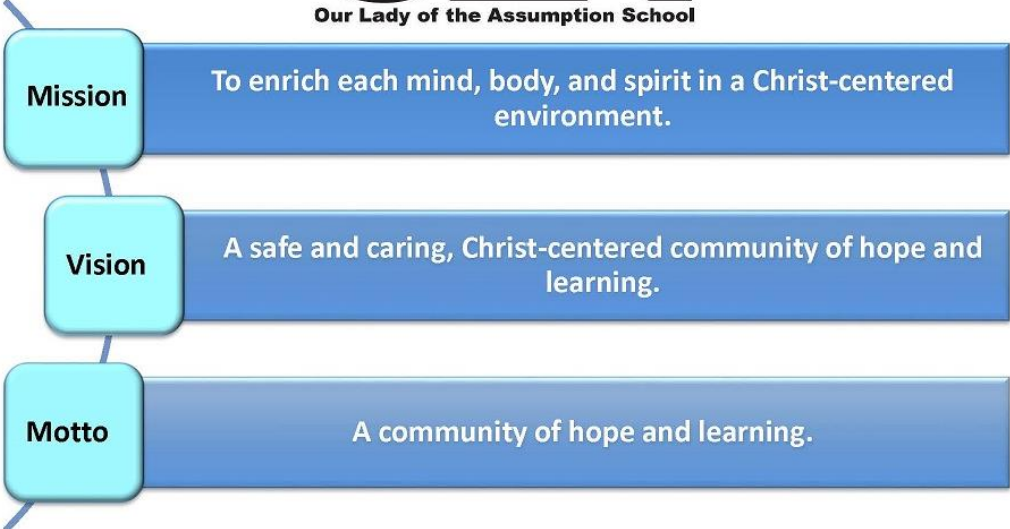 Our Lady of the Assumption School
Mission
To enrich each mind, body, and spirit in a Christ-centered
environment.
Vision
A safe and caring, Christ-centered community of hope and
learning.
Motto
A community of hope and learning.